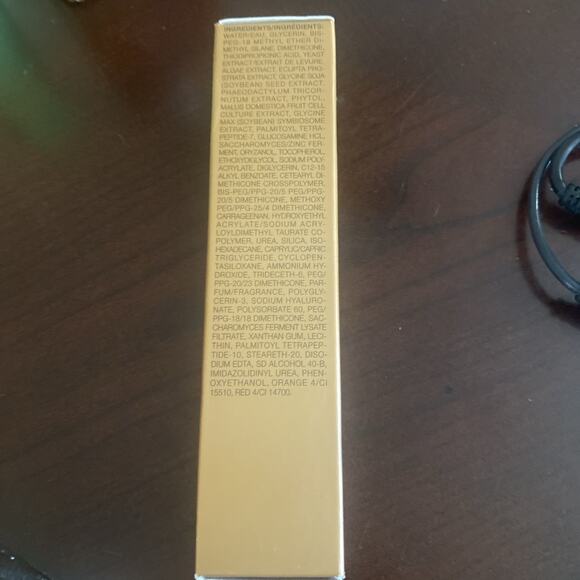 INGREDIENTS/INGRÉDIENTS:
WATER•EAU, GLYCERIN, BIS-
PEG-18 METHYL ETHER DI-
METHYL SILANE, DIMETHICONE,
THIODIPROPIONIC ACID, YEAST
EXTRACT/EXTRAIT DE LEVURE,
ALGAE EXTRACT, ECLIPTA PRO-
STRATA EXTRACT, GLYCINE SOJA
(SOYBEAN) SEED EXTRACT,
PHAEODACTYLUM TRICOR-
NUTUM EXTRACT, PHYTOL,
MALUS DOMESTICA FRUIT CELL
CULTURE EXTRACT, GLYCINE
MAX (SOYBEAN) SYMBIOSOME
EXTRACT, PALMITOYL TETRA-
PEPTIDE-7, GLUCOSAMINE HCL,
SACCHAROMYCES/ZINC FER-
MENT, ORYZANOL, TOCOPHEROL,
ETHOXYDIGLYCOL, SODIUM POLY-
ACRYLATE, DIGLYCERIN, C12-15
ALKYL BENZOATE, CETEARYL DI-
METHICONE CROSSPOLYMER,
BIS-PEG/PPG-20/5 PEG/PPG-
20/5 DIMETHICONE, METHOXY
PEG/PPG-25/4 DIMETHICONE,
CARRAGEENAN, HYDROXYETHYL
ACRYLATE/SODIUM ACRY-
LOYLDIMETHYL TAURATE CO-
POLYMER, UREA, SILICA, ISO-
HEXADECANE, CAPRYLIC/CAPRIC
TRIGLYCERIDE, CYCLOPEN-
TASILOXANE, AMMONIUM HY-
DROXIDE, TRIDECETH-6, PEG/
PPG-20/23 DIMETHICONE, PAR-
FUM/FRAGRANCE, POLYGLY-
CERIN-3, SODIUM HYALURO-
NATE, POLYSORBATE 60, PEG/
PPG-18/18 DIMETHICONE, SAC-
CHAROMYCES FERMENT LYSATE
FILTRATE, XANTHAN GUM, LECI-
THIN, PALMITOYL TETRAPEP-
TIDE-10, STEARETH-20, DISO-
DIUM EDTA, SD ALCOHOL 40-B,
IMIDAZOLIDINYL UREA, PHEN-
OXYETHANOL, ORANGE 4/CI
15510, RED 4/CI 14700.